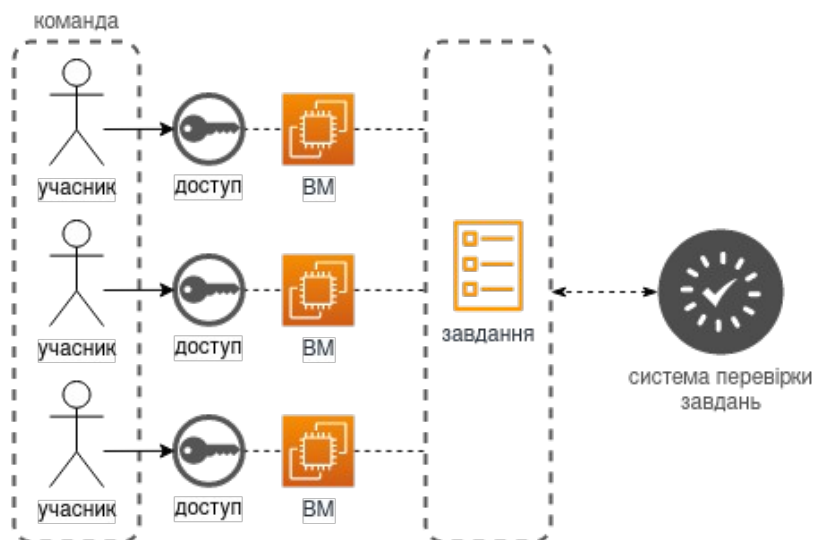 команда
учасник
доступ
ВМ
учасник
доступ
ВМ
завдання
система перевірки
завдань
учасник
доступ
ВМ